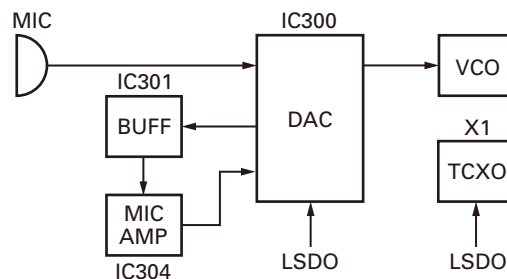 MIC
IC300
IC301
BUFF
DAC
VCO
X1
TCXO
MIC
AMP
IC304
LSDO
LSDO